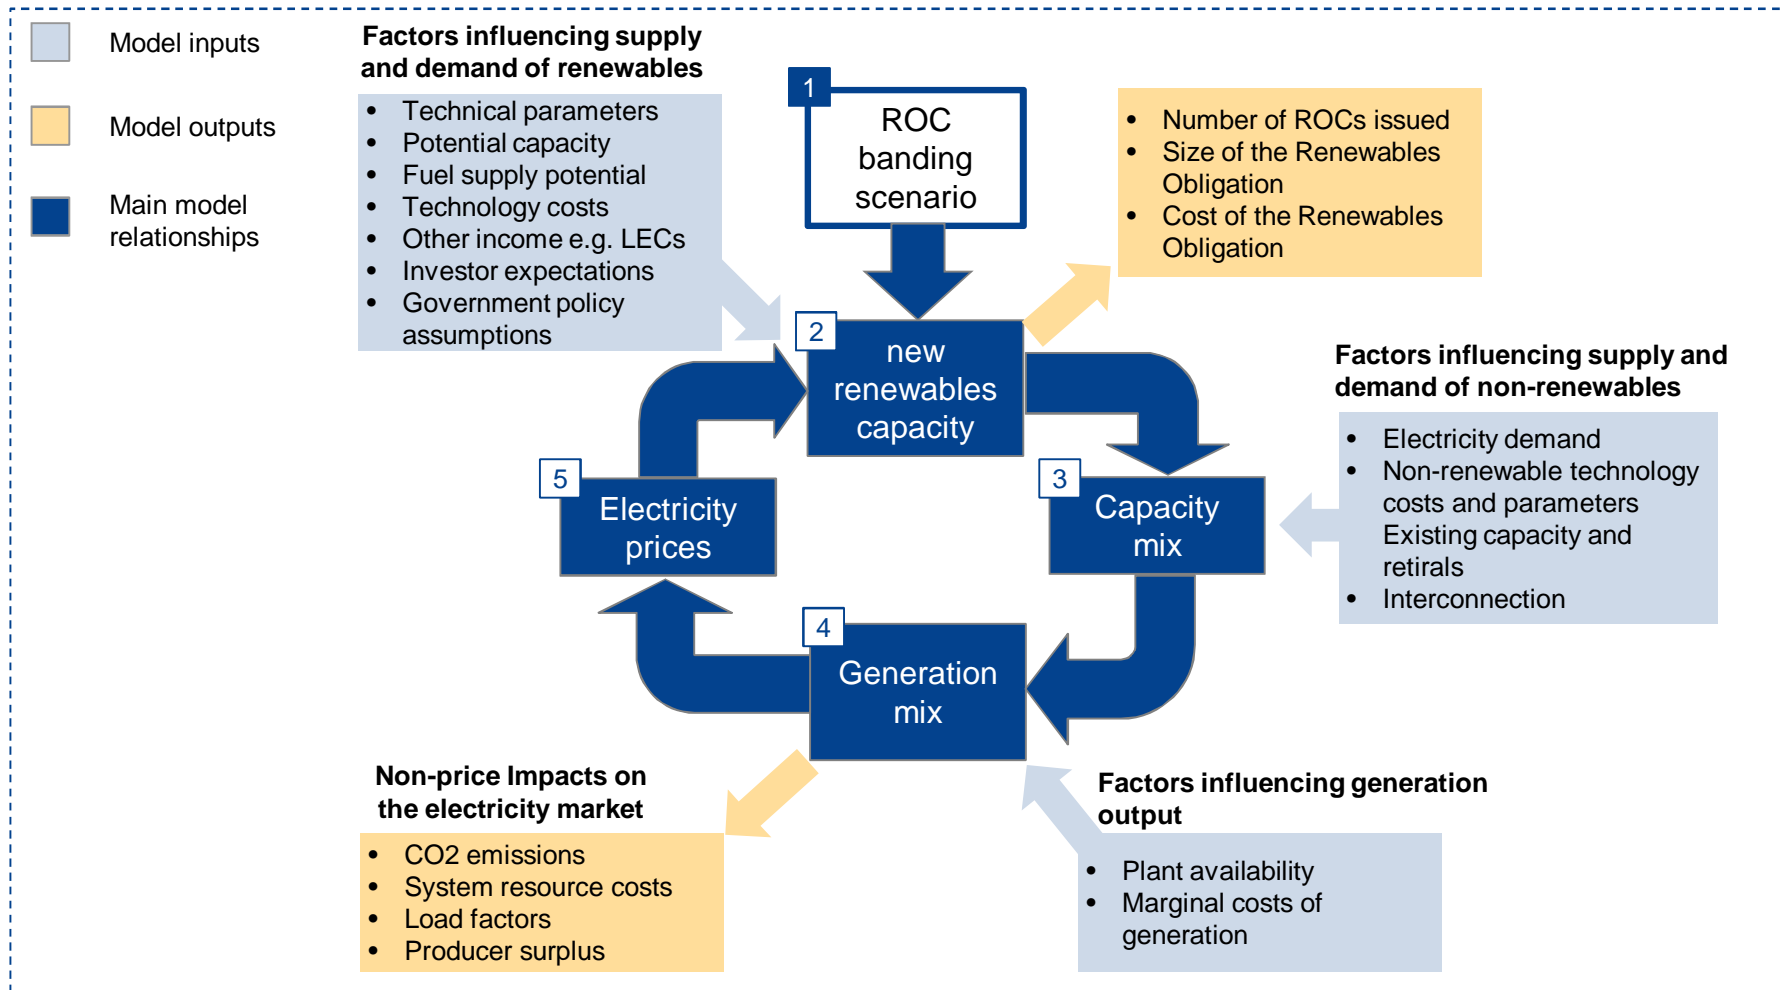 Model inputs
Model outputs
Main model
relationships
Factors influencing supply
and demand of renewables
• Technical parameters
• Potential capacity
• Fuel supply potential
• Technology costs
• Other income e.g. LECs
• Investor expectations
• Government policy
assumptions
1
ROC
banding
scenario
• Number of ROCs issued
• Size of the Renewables
Obligation
• Cost of the Renewables
Obligation
2
new
renewables
capacity
Factors influencing supply and
demand of non-renewables
• Electricity demand
• Non-renewable technology
costs and parameters
Existing capacity and
retirals
• Interconnection
3
Capacity
mix
5
Electricity
prices
4
Generation
mix
Non-price Impacts on
the electricity market
• CO2 emissions
• System resource costs
• Load factors
• Producer surplus
Factors influencing generation
output
• Plant availability
• Marginal costs of
generation